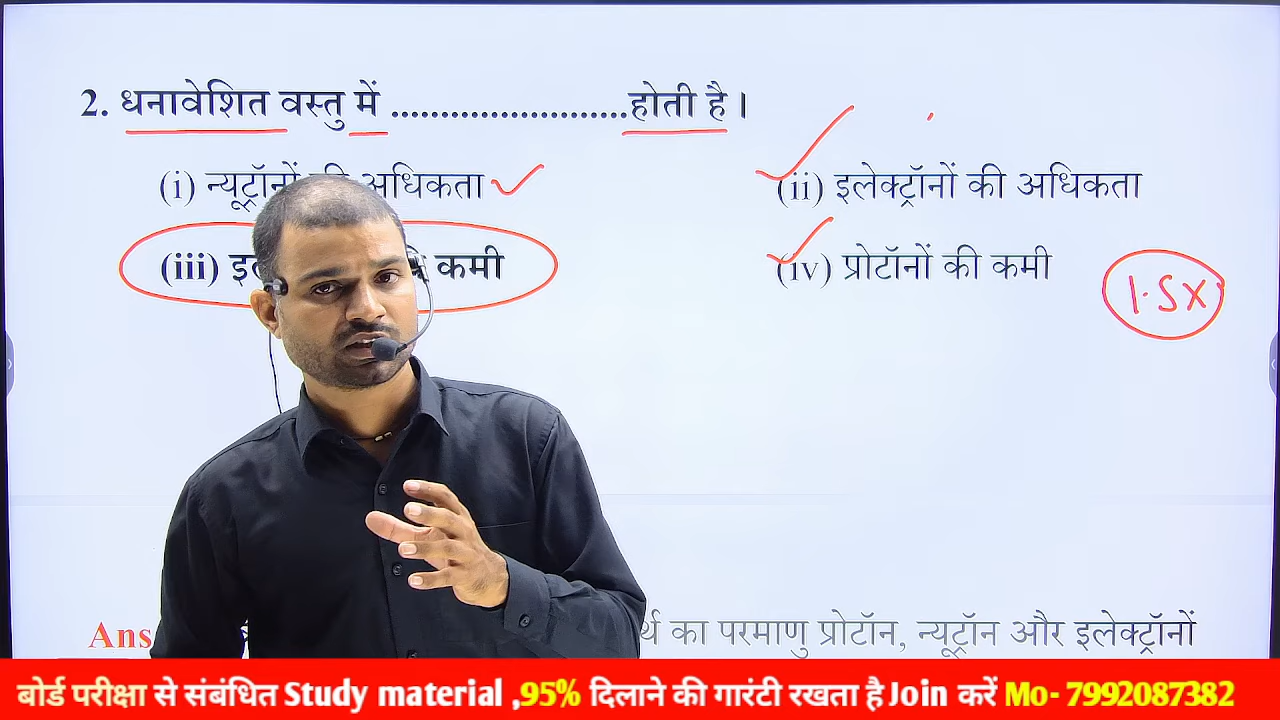 2. धनावेशित वस्तु में .......................होती है।
(i) न्यूट्रॉनों की अधिकता
(ii) इलेक्ट्रॉनों की अधिकता
(iii) कमी
(iv) प्रोटॉनों की कमी
1.5X
Ans
का परमाणु प्रोटॉन, न्यूट्रॉन और इलेक्ट्रॉनों
बोर्ड परीक्षा से संबंधित Study material ,95% दिलाने की गारंटी रखता है Join करें Mo- 7992087382